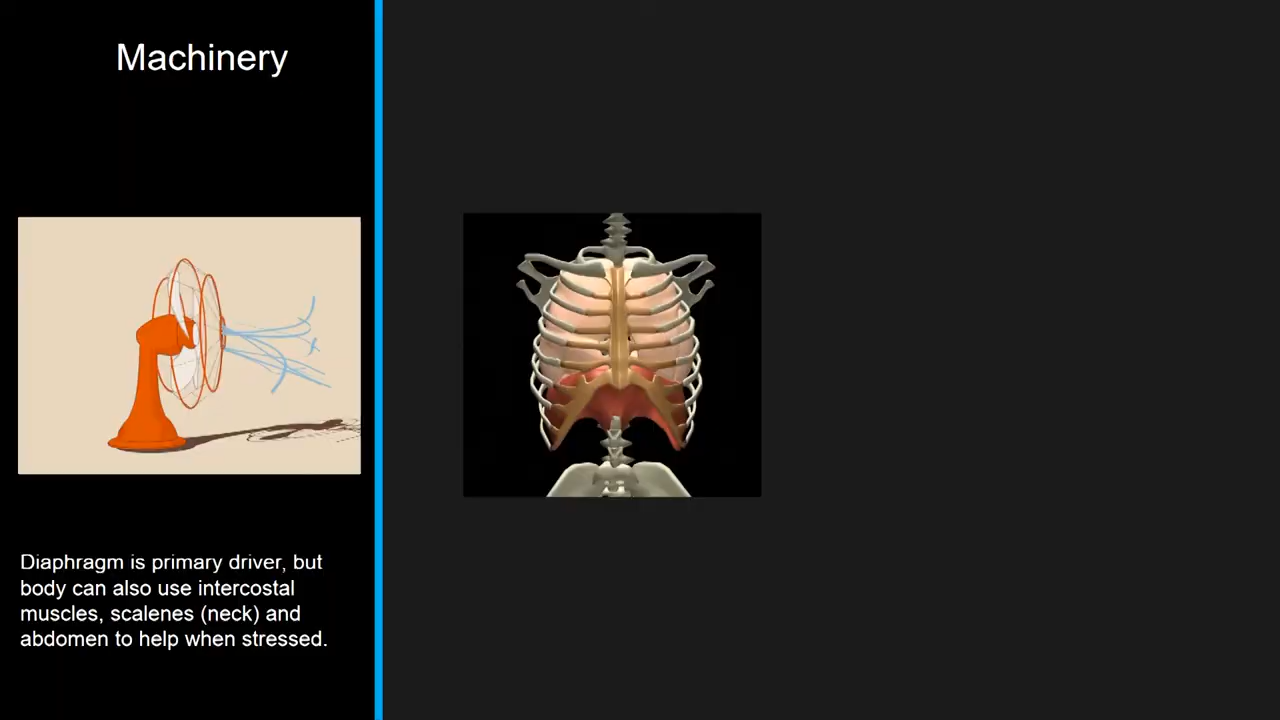 Machinery
Diaphragm is primary driver, but
body can also use intercostal
muscles, scalenes (neck) and
abdomen to help when stressed.